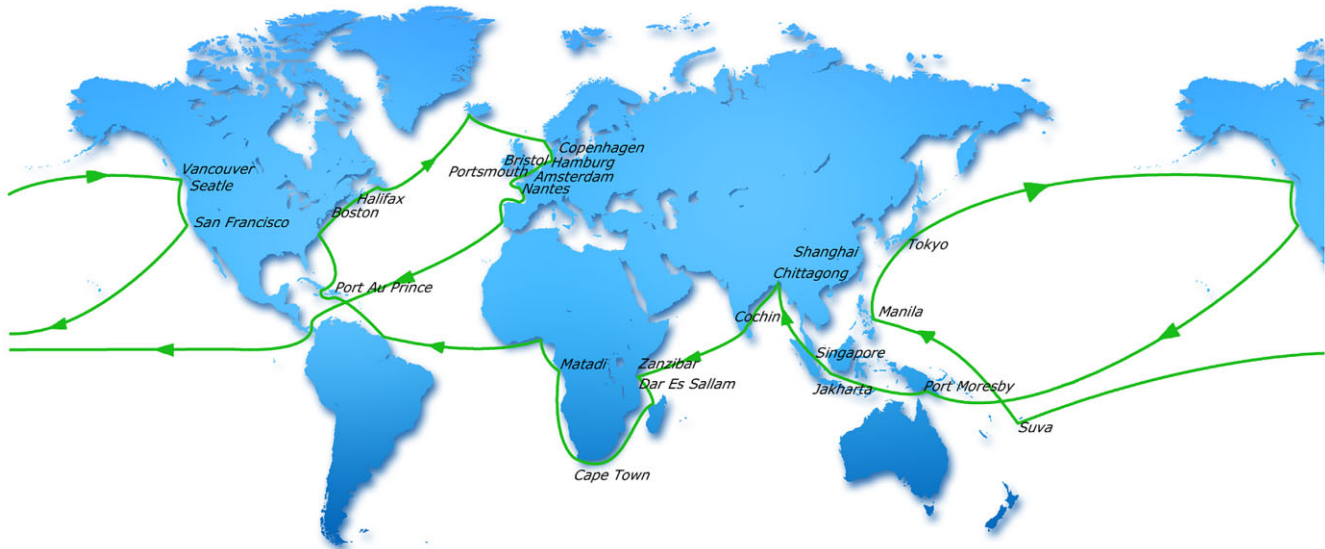 Copenhagen
Bristol
Hamburg
Portsmouth
Amsterdam
Nantes
Vancouver
Seatle
Halifax
Boston
San Francisco
Tokyo
Shanghai
Chittagong
Port Au Prince
Cochin
Manila
Singapore
Matadi
Zanzibar
Dar Es Sallam
Jakharta
Port Moresby
Suva
Cape Town